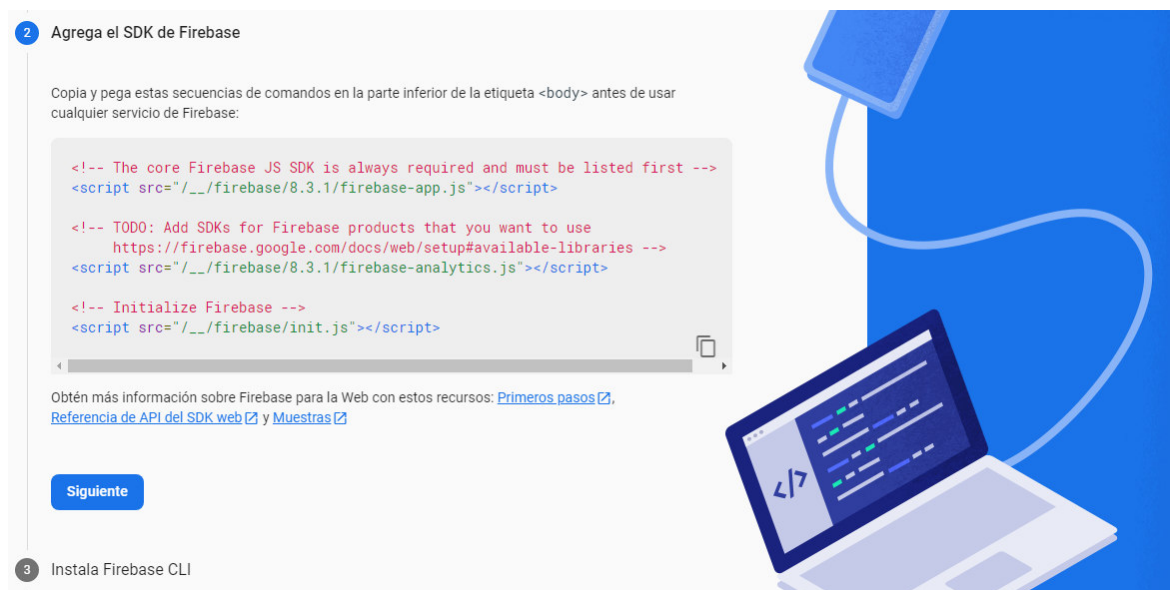 2 Agrega el SDK de Firebase
Copia y pega estas secuencias de comandos en la parte inferior de la etiqueta <body> antes de usar
cualquier servicio de Firebase:
<!-- The core Firebase JS SDK is always required and must be listed first -->
<script src="/__/firebase/8.3.1/firebase-app.js"></script>
<!-- TODO: Add SDKs for Firebase products that you want to use
https://firebase.google.com/docs/web/setup#available-libraries -->
<script src="/__/firebase/8.3.1/firebase-analytics.js"></script>
<!-- Initialize Firebase -->
<script src="/__/firebase/init.js"></script>
Obtén más información sobre Firebase para la Web con estos recursos: Primeros pasos,
Referencia de API del SDK web y Muestras
Siguiente
</>
3 Instala Firebase CLI